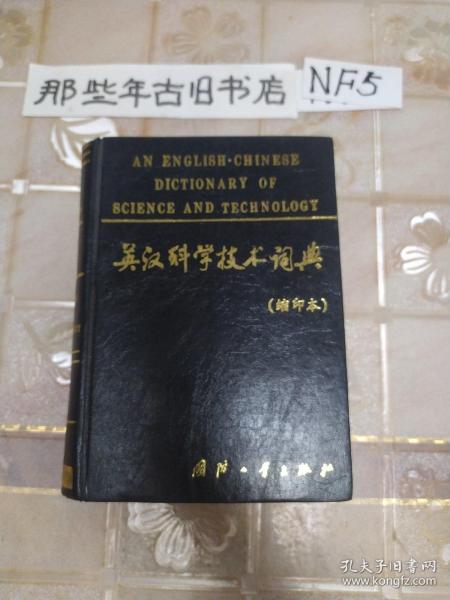 那些年古旧书店
NF5
AN ENGLISH·CHINESE
DICTIONARY OF
SCIENCE AND TECHNOLOGY
英汉科学技术词典
(缩印本)
国防工业出版社
孔夫子旧书网
www.kongfz.com